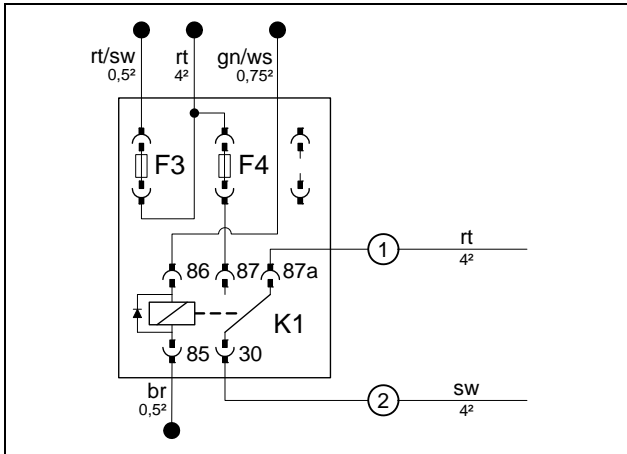 rt/sw rt gn/ws
0,5² 4² 0,75²
F3 F4
86 87 87a
1 rt
4²
K1
85 30
br
0,5²
2 sw
4²